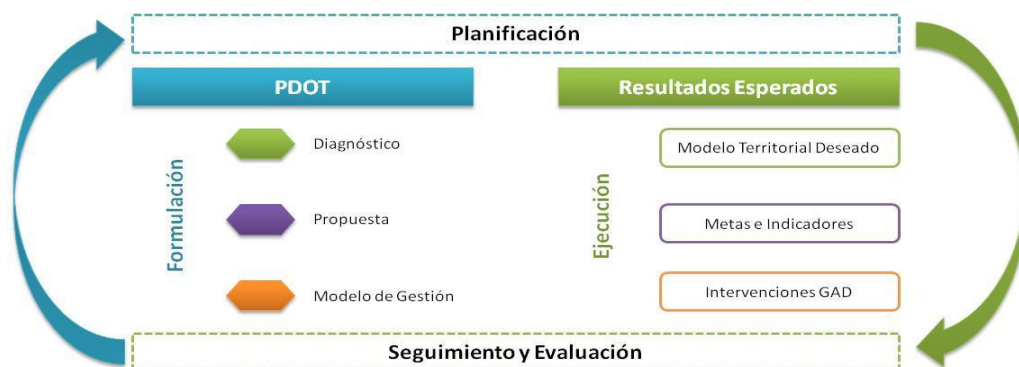 Planificación
PDOT
Resultados Esperados
Formulación
Diagnóstico
Propuesta
Modelo de Gestión
Ejecución
Modelo Territorial Deseado
Metas e Indicadores
Intervenciones GAD
Seguimiento y Evaluación